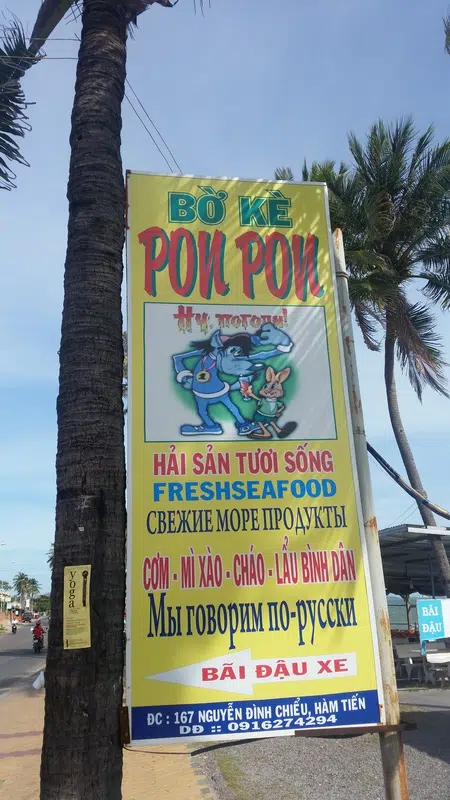 BỜ KÈ
PON PON
Ну, погоди!
HẢI SẢN TƯƠI SỐNG
FRESHSEAFOOD
СВЕЖИЕ МОРЕ ПРОДУКТЫ
CƠM - MÌ XÀO - CHÁO - LẨU BÌNH DÂN
Мы говорим по-русски
BÃI ĐẬU XE
ĐC : 167 NGUYỄN ĐÌNH CHIỂU, HÀM TIẾN
DĐ :: 0916274294
yoga
BÃI
ĐẬU